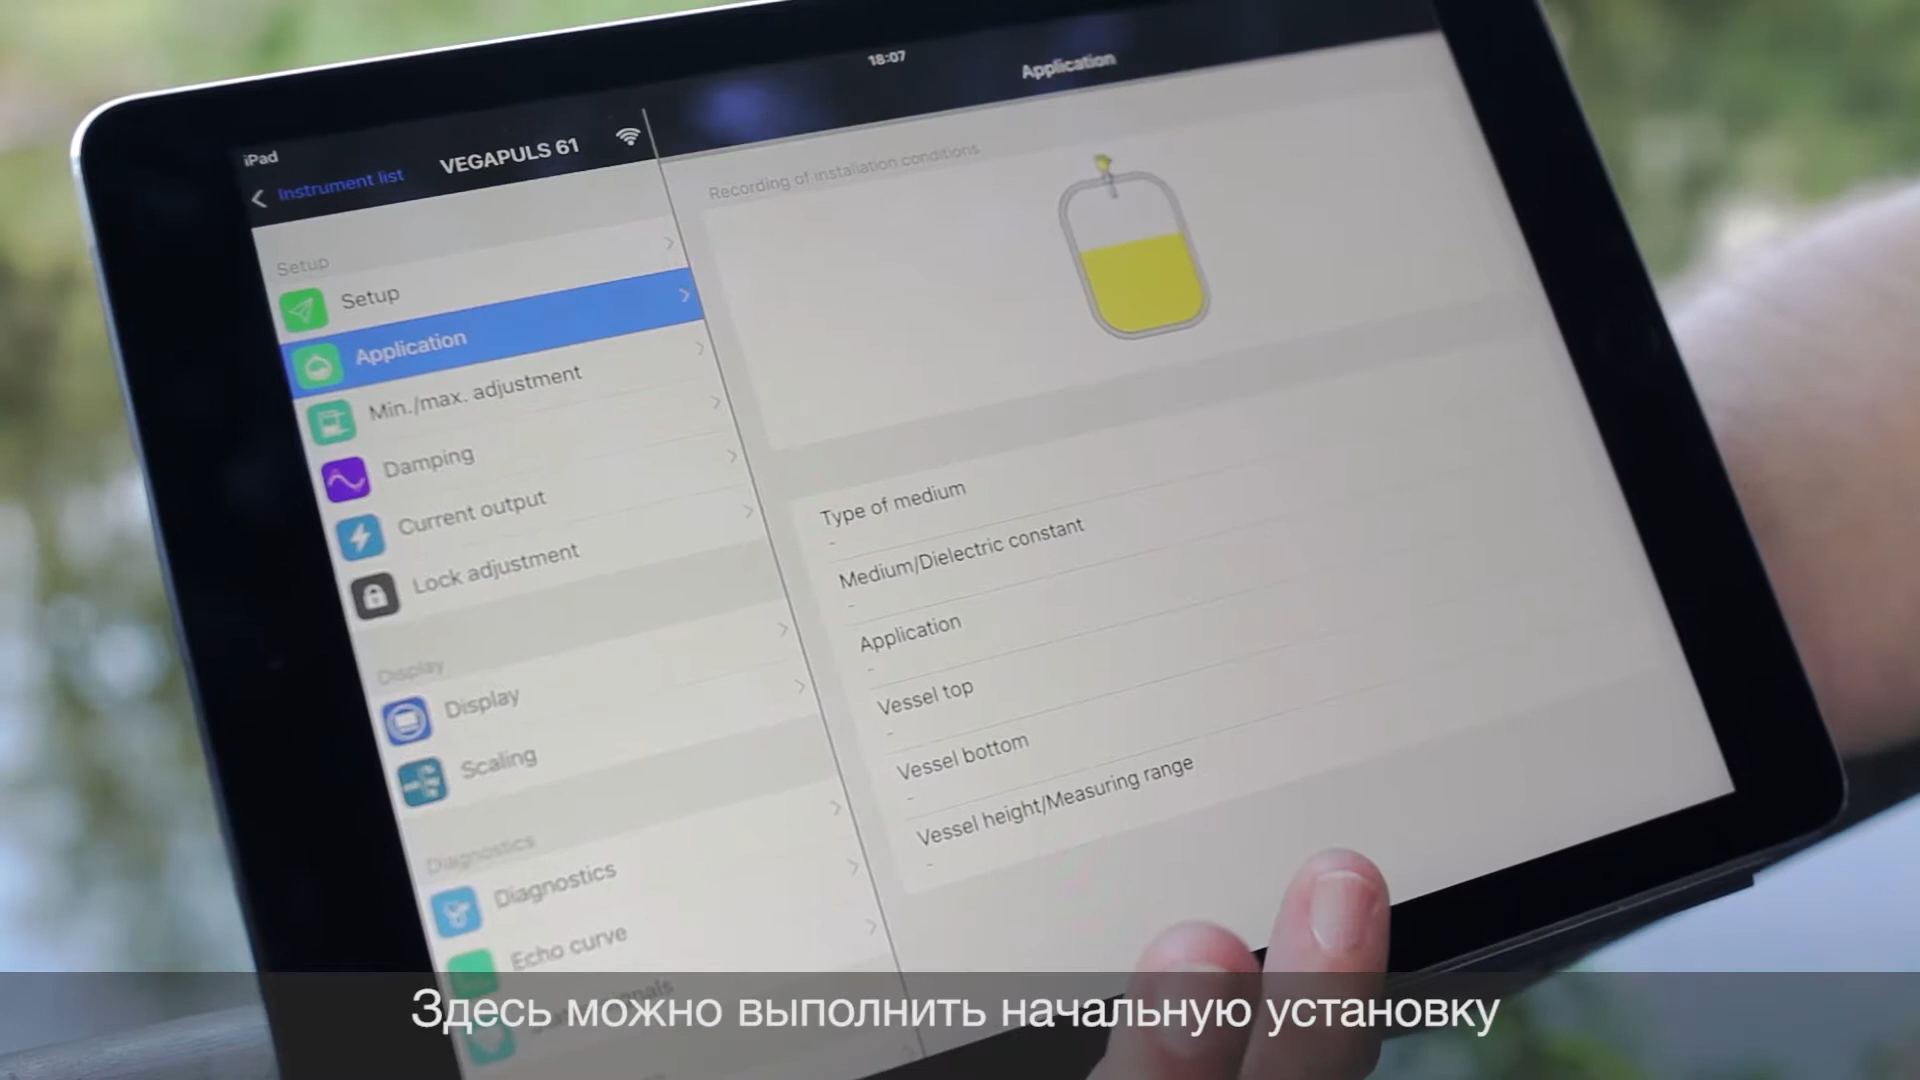 iPad
18:07
Instrument list
VEGAPULS 61
Application
Setup
Setup
Application
Min./max. adjustment
Damping
Current output
Lock adjustment
Display
Display
Scaling
Diagnostics
Diagnostics
Echo curve
Recording of installation conditions
Type of medium
-
Medium/Dielectric constant
-
Application
-
Vessel top
-
Vessel bottom
-
Vessel height/Measuring range
-
Здесь можно выполнить начальную установку